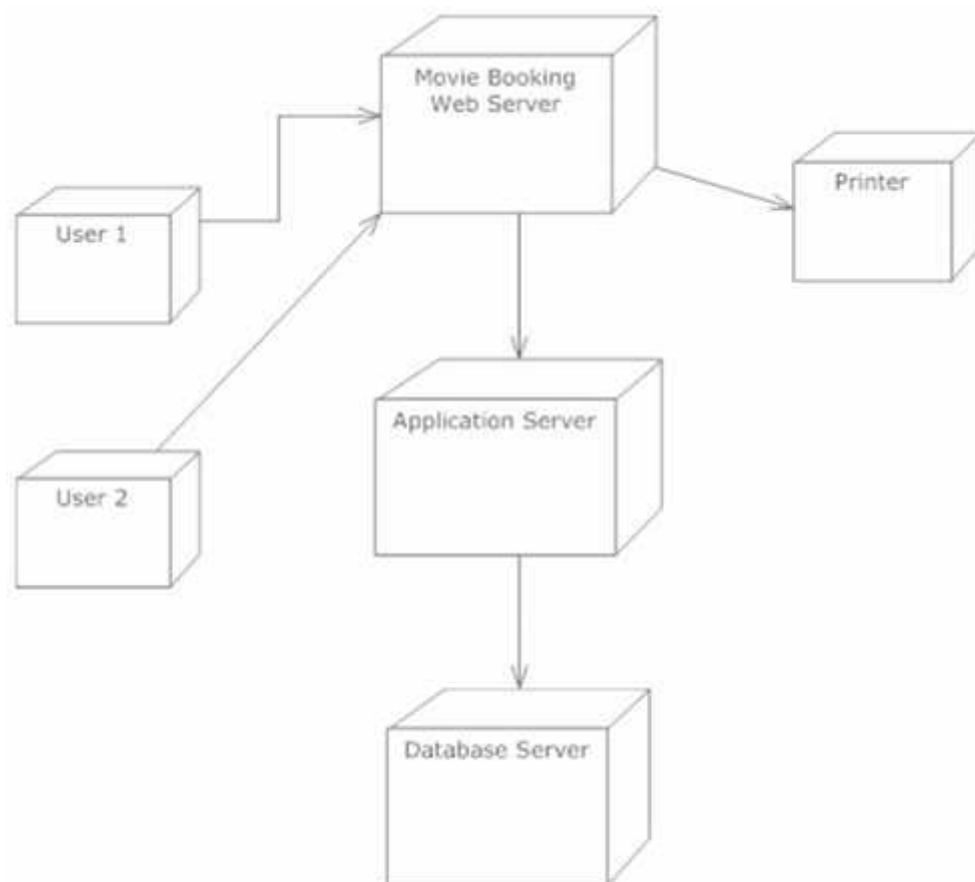 Movie Booking
Web Server
Printer
User 1
Application Server
User 2
Database Server